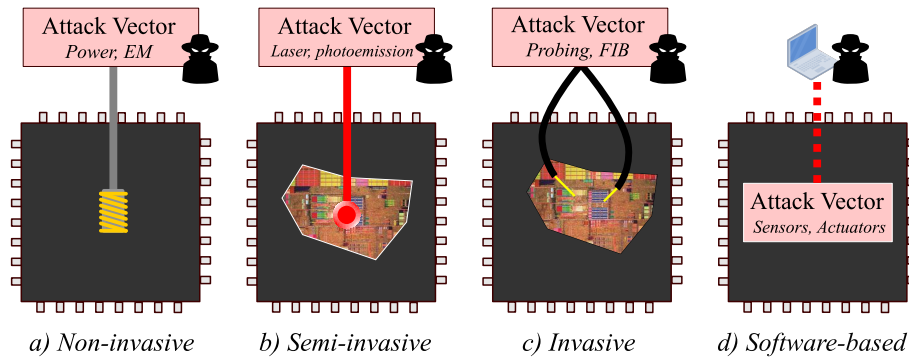 Attack Vector
Power, EM
Attack Vector
Laser, photoemission
Attack Vector
Probing, FIB
Attack Vector
Sensors, Actuators
a) Non-invasive
b) Semi-invasive
c) Invasive
d) Software-based